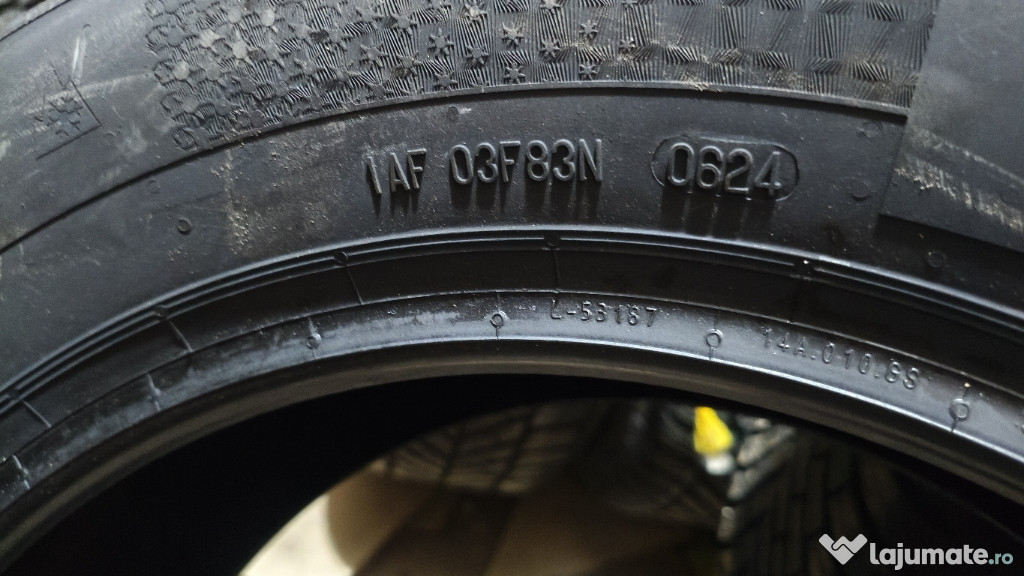 1AF 03F83N 0624
L-53187
14A.010.8S
lajumate.ro